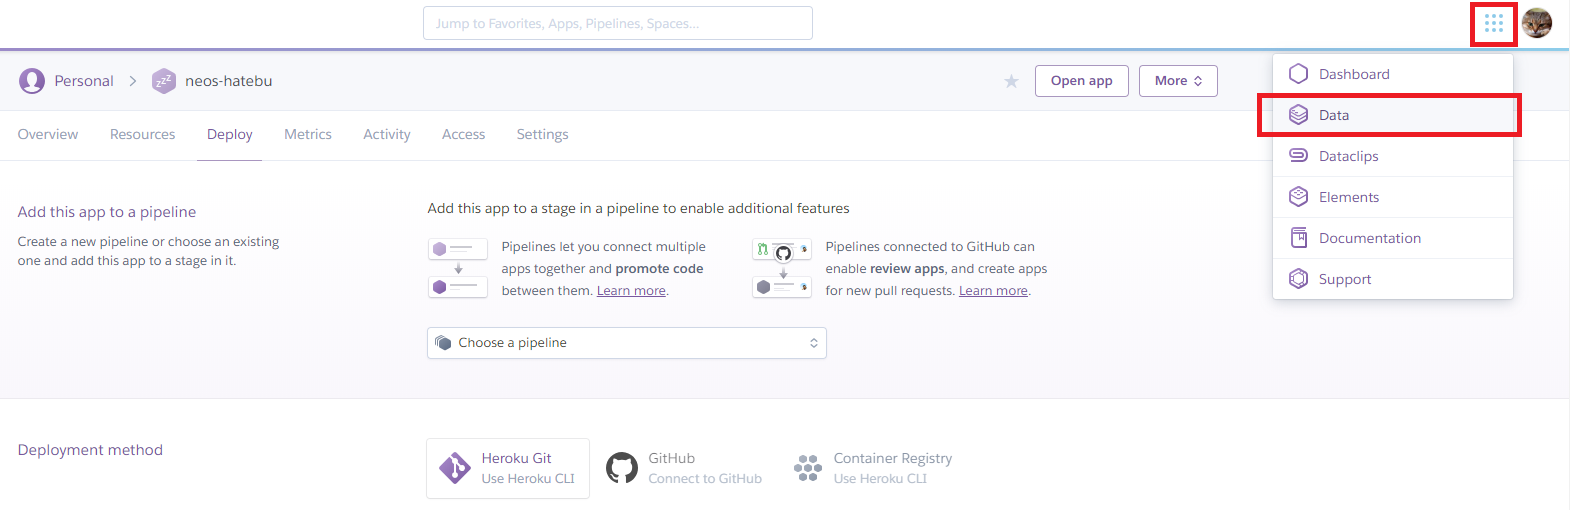 Jump to Favorites, Apps, Pipelines, Spaces...
Personal
zzz
neos-hatebu
Open app
More
Dashboard
Data
Dataclips
Elements
Documentation
Support
Overview
Resources
Deploy
Metrics
Activity
Access
Settings
Add this app to a pipeline
Create a new pipeline or choose an existing
one and add this app to a stage in it.
Add this app to a stage in a pipeline to enable additional features
Pipelines let you connect multiple
apps together and promote code
between them. Learn more.
Pipelines connected to GitHub can
enable review apps, and create apps
for new pull requests. Learn more.
Choose a pipeline
Deployment method
Heroku Git
Use Heroku CLI
GitHub
Connect to GitHub
Container Registry
Use Heroku CLI